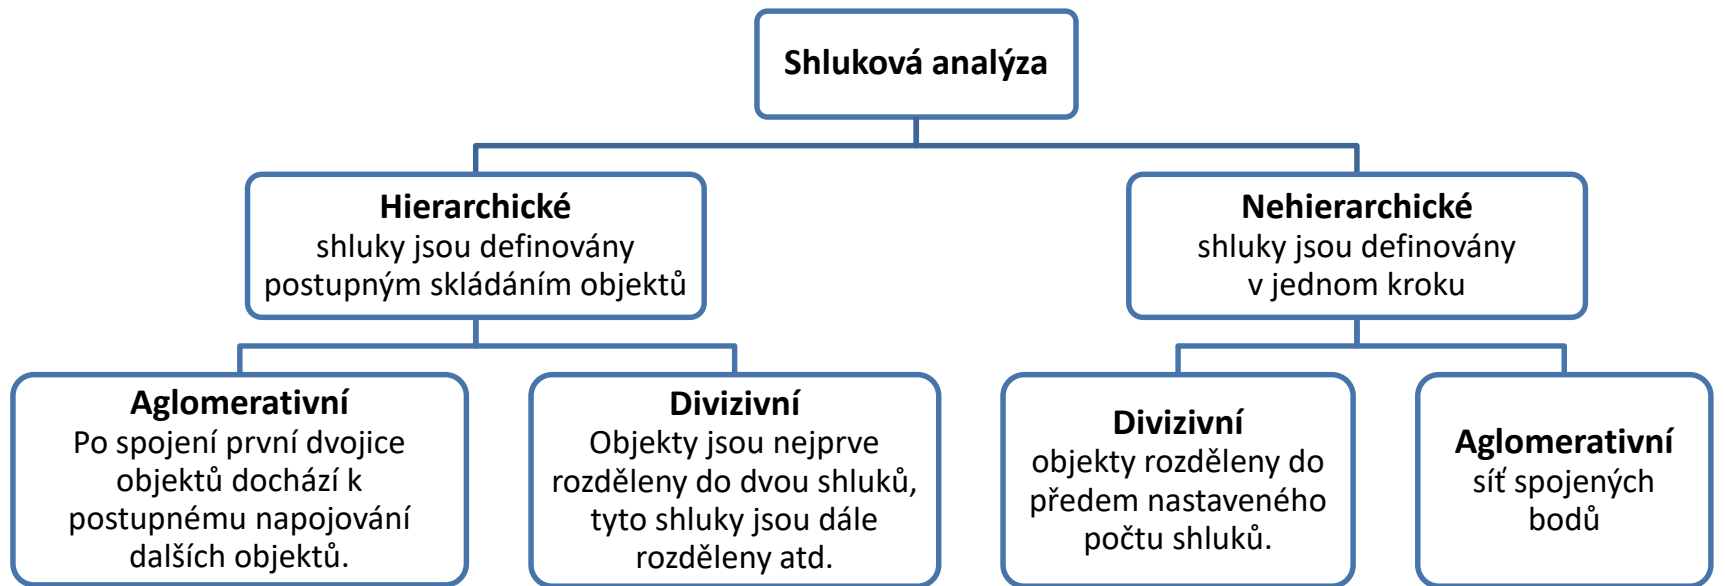 Shluková analýza
Hierarchické
shluky jsou definovány
postupným skládáním objektů
Nehierarchické
shluky jsou definovány
v jednom kroku
Aglomerativní
Po spojení první dvojice
objektů dochází k
postupnému napojování
dalších objektů.
Divizivní
Objekty jsou nejprve
rozděleny do dvou shluků,
tyto shluky jsou dále
rozděleny atd.
Divizivní
objekty rozděleny do
předem nastaveného
počtu shluků.
Aglomerativní
síť spojených
bodů